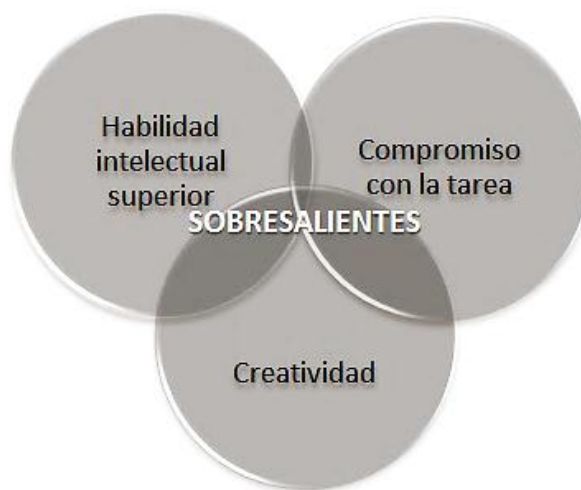 Habilidad
intelectual
superior
Compromiso
con la tarea
SOBRESALIENTES
Creatividad